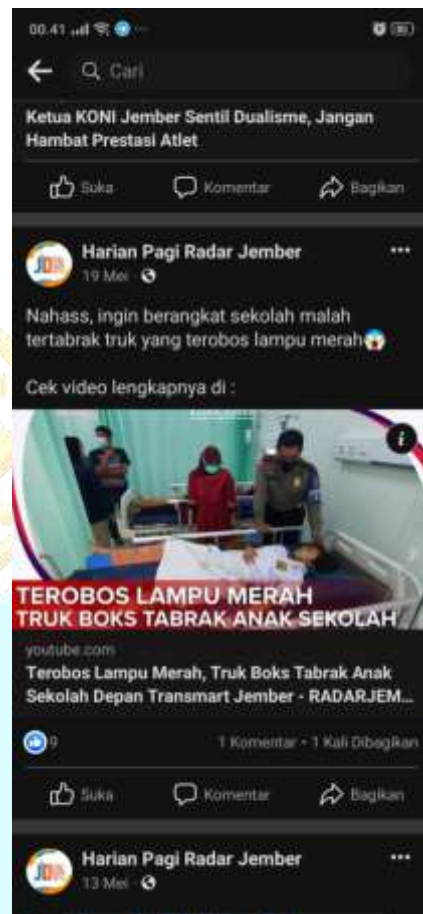 00.41
Cari
Ketua KONI Jember Sentil Dualisme, Jangan
Hambat Prestasi Atlet
Suka Komentar Bagikan
Harian Pagi Radar Jember
19 Mei
Nahass, ingin berangkat sekolah malah
tertabrak truk yang terobos lampu merah😱
Cek video lengkapnya di :
TEROBOS LAMPU MERAH
TRUK BOKS TABRAK ANAK SEKOLAH
youtube.com
Terobos Lampu Merah, Truk Boks Tabrak Anak
Sekolah Depan Transmart Jember - RADARJEM...
9 1 Komentar • 1 Kali Dibagikan
Suka Komentar Bagikan
Harian Pagi Radar Jember
13 Mei